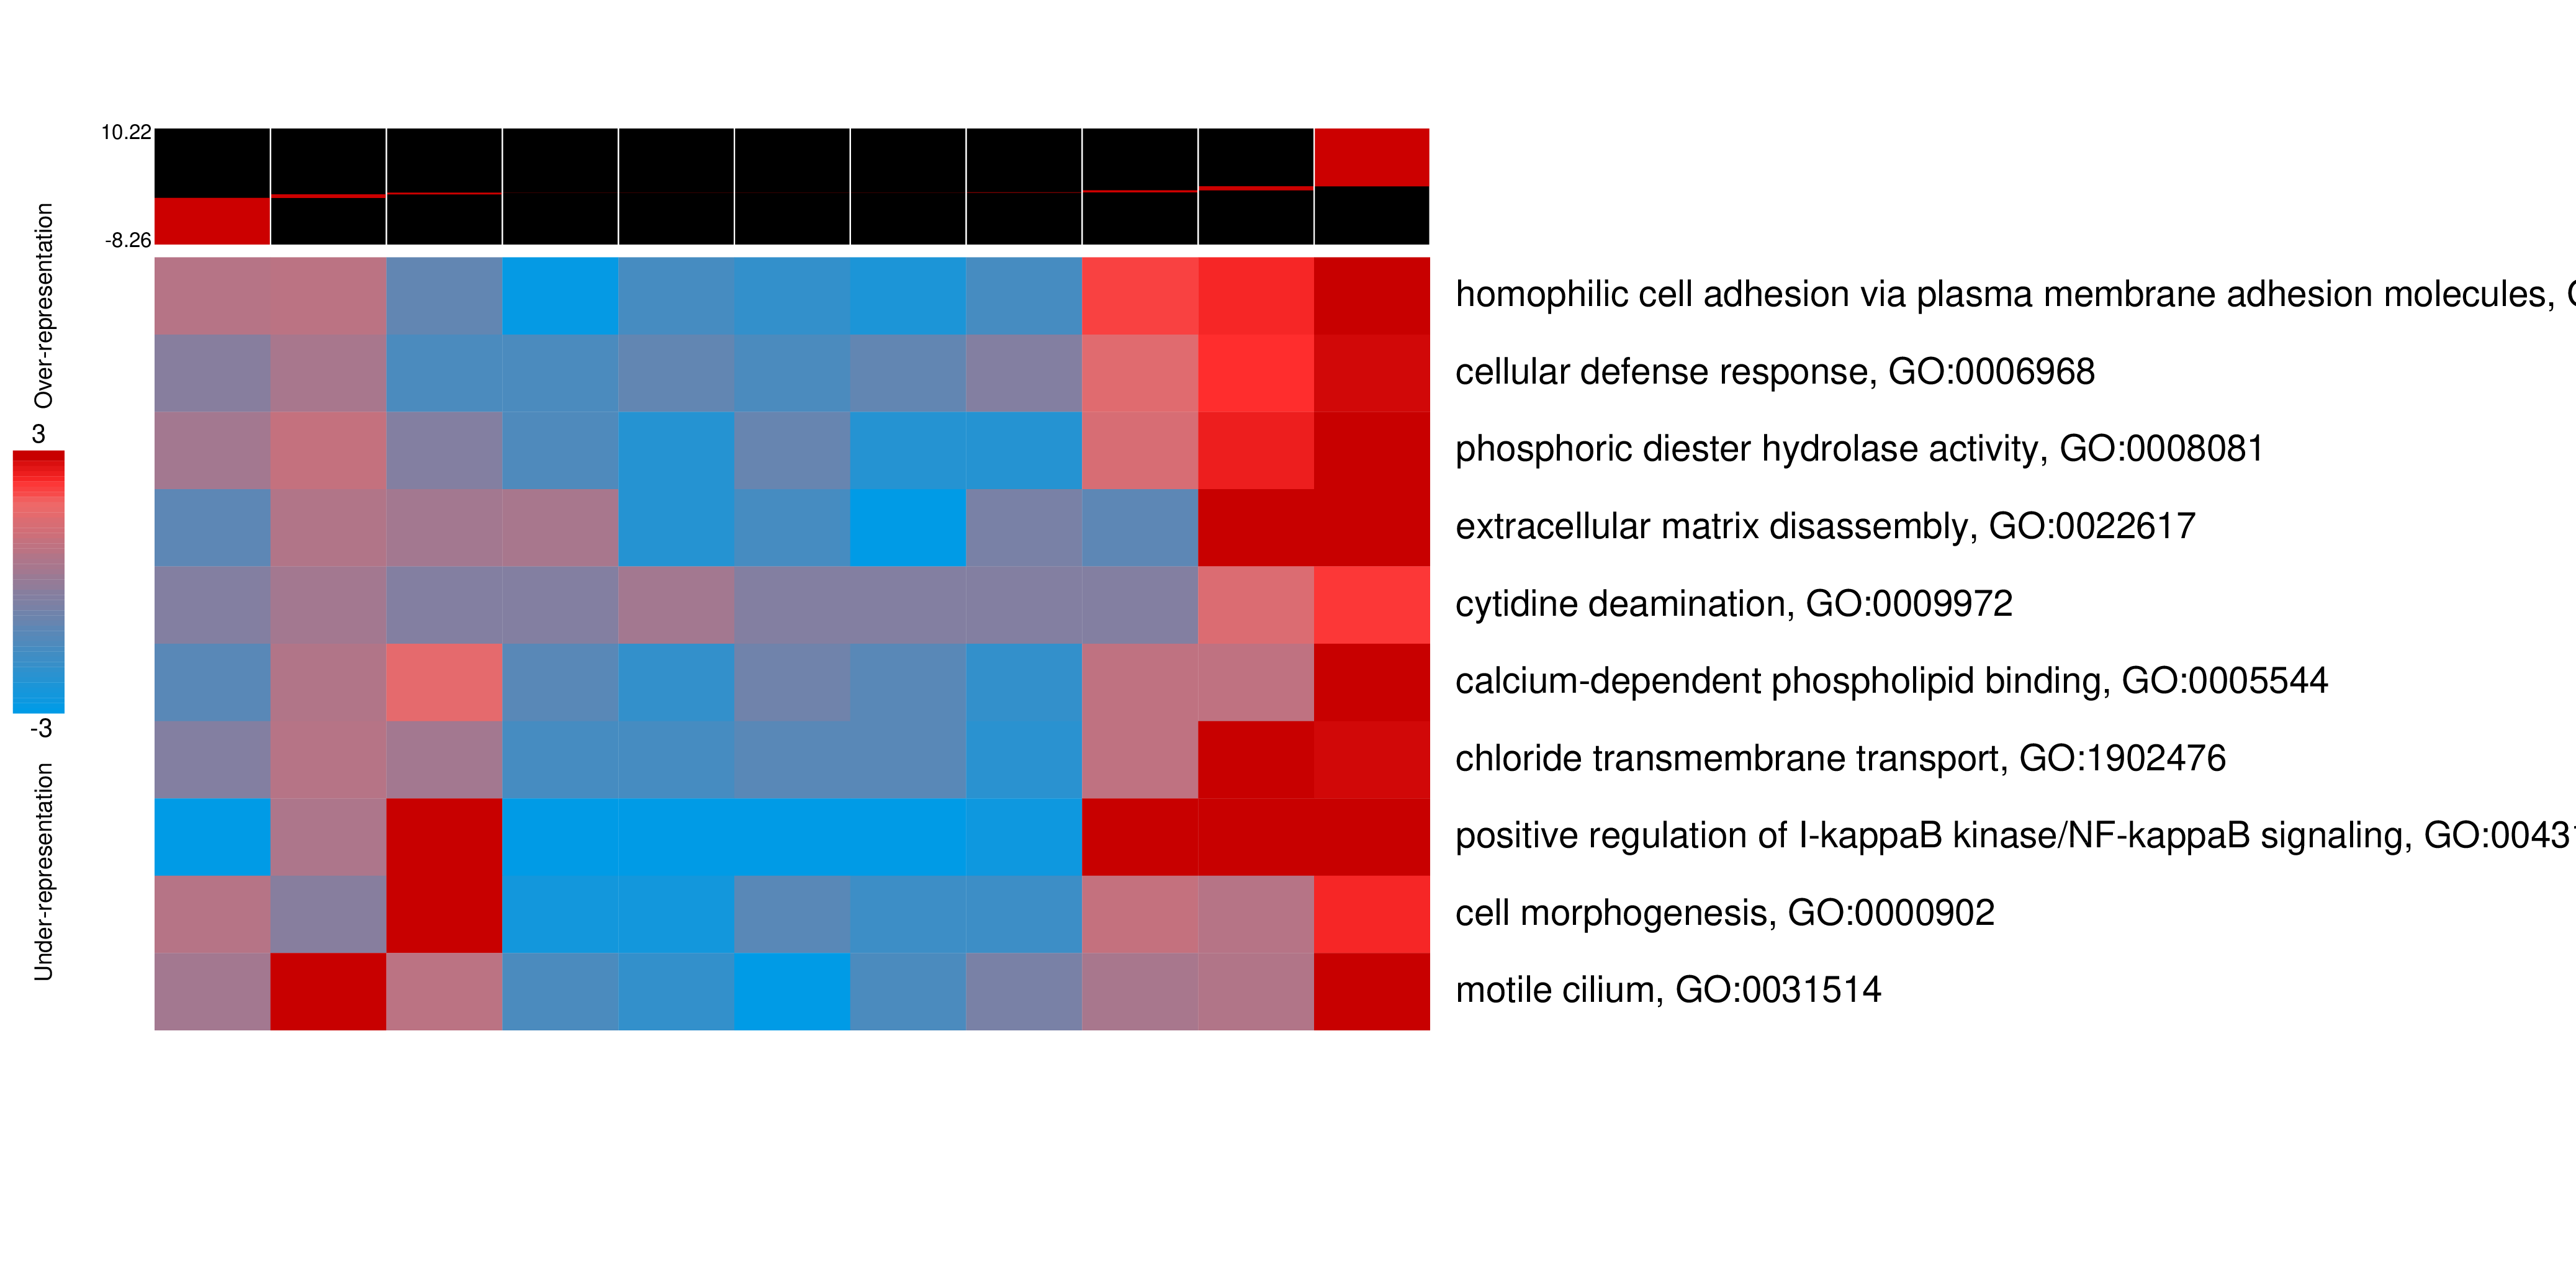 10.22
-8.26
Over-representation
3
-3
Under-representation
homophilic cell adhesion via plasma membrane adhesion molecules,
cellular defense response, GO:0006968
phosphoric diester hydrolase activity, GO:0008081
extracellular matrix disassembly, GO:0022617
cytidine deamination, GO:0009972
calcium-dependent phospholipid binding, GO:0005544
chloride transmembrane transport, GO:1902476
positive regulation of I-kappaB kinase/NF-kappaB signaling,
cell morphogenesis, GO:0000902
motile cilium, GO:0031514